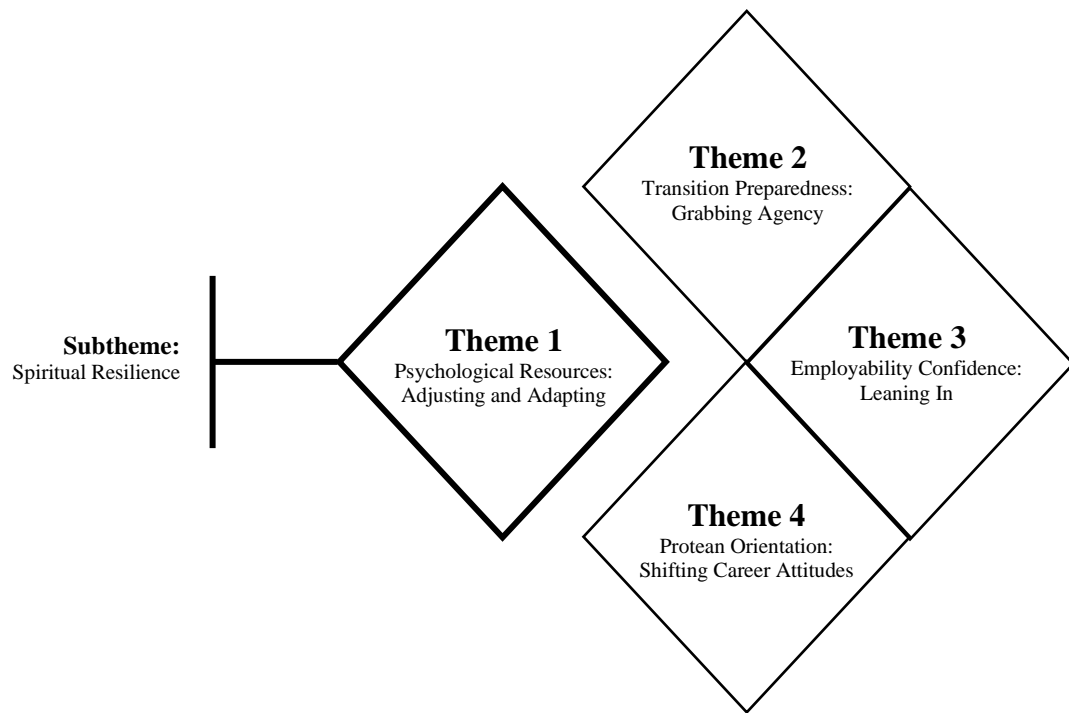 Subtheme:
Spiritual Resilience
Theme 1
Psychological Resources:
Adjusting and Adapting
Theme 2
Transition Preparedness:
Grabbing Agency
Theme 3
Employability Confidence:
Leaning In
Theme 4
Protean Orientation:
Shifting Career Attitudes